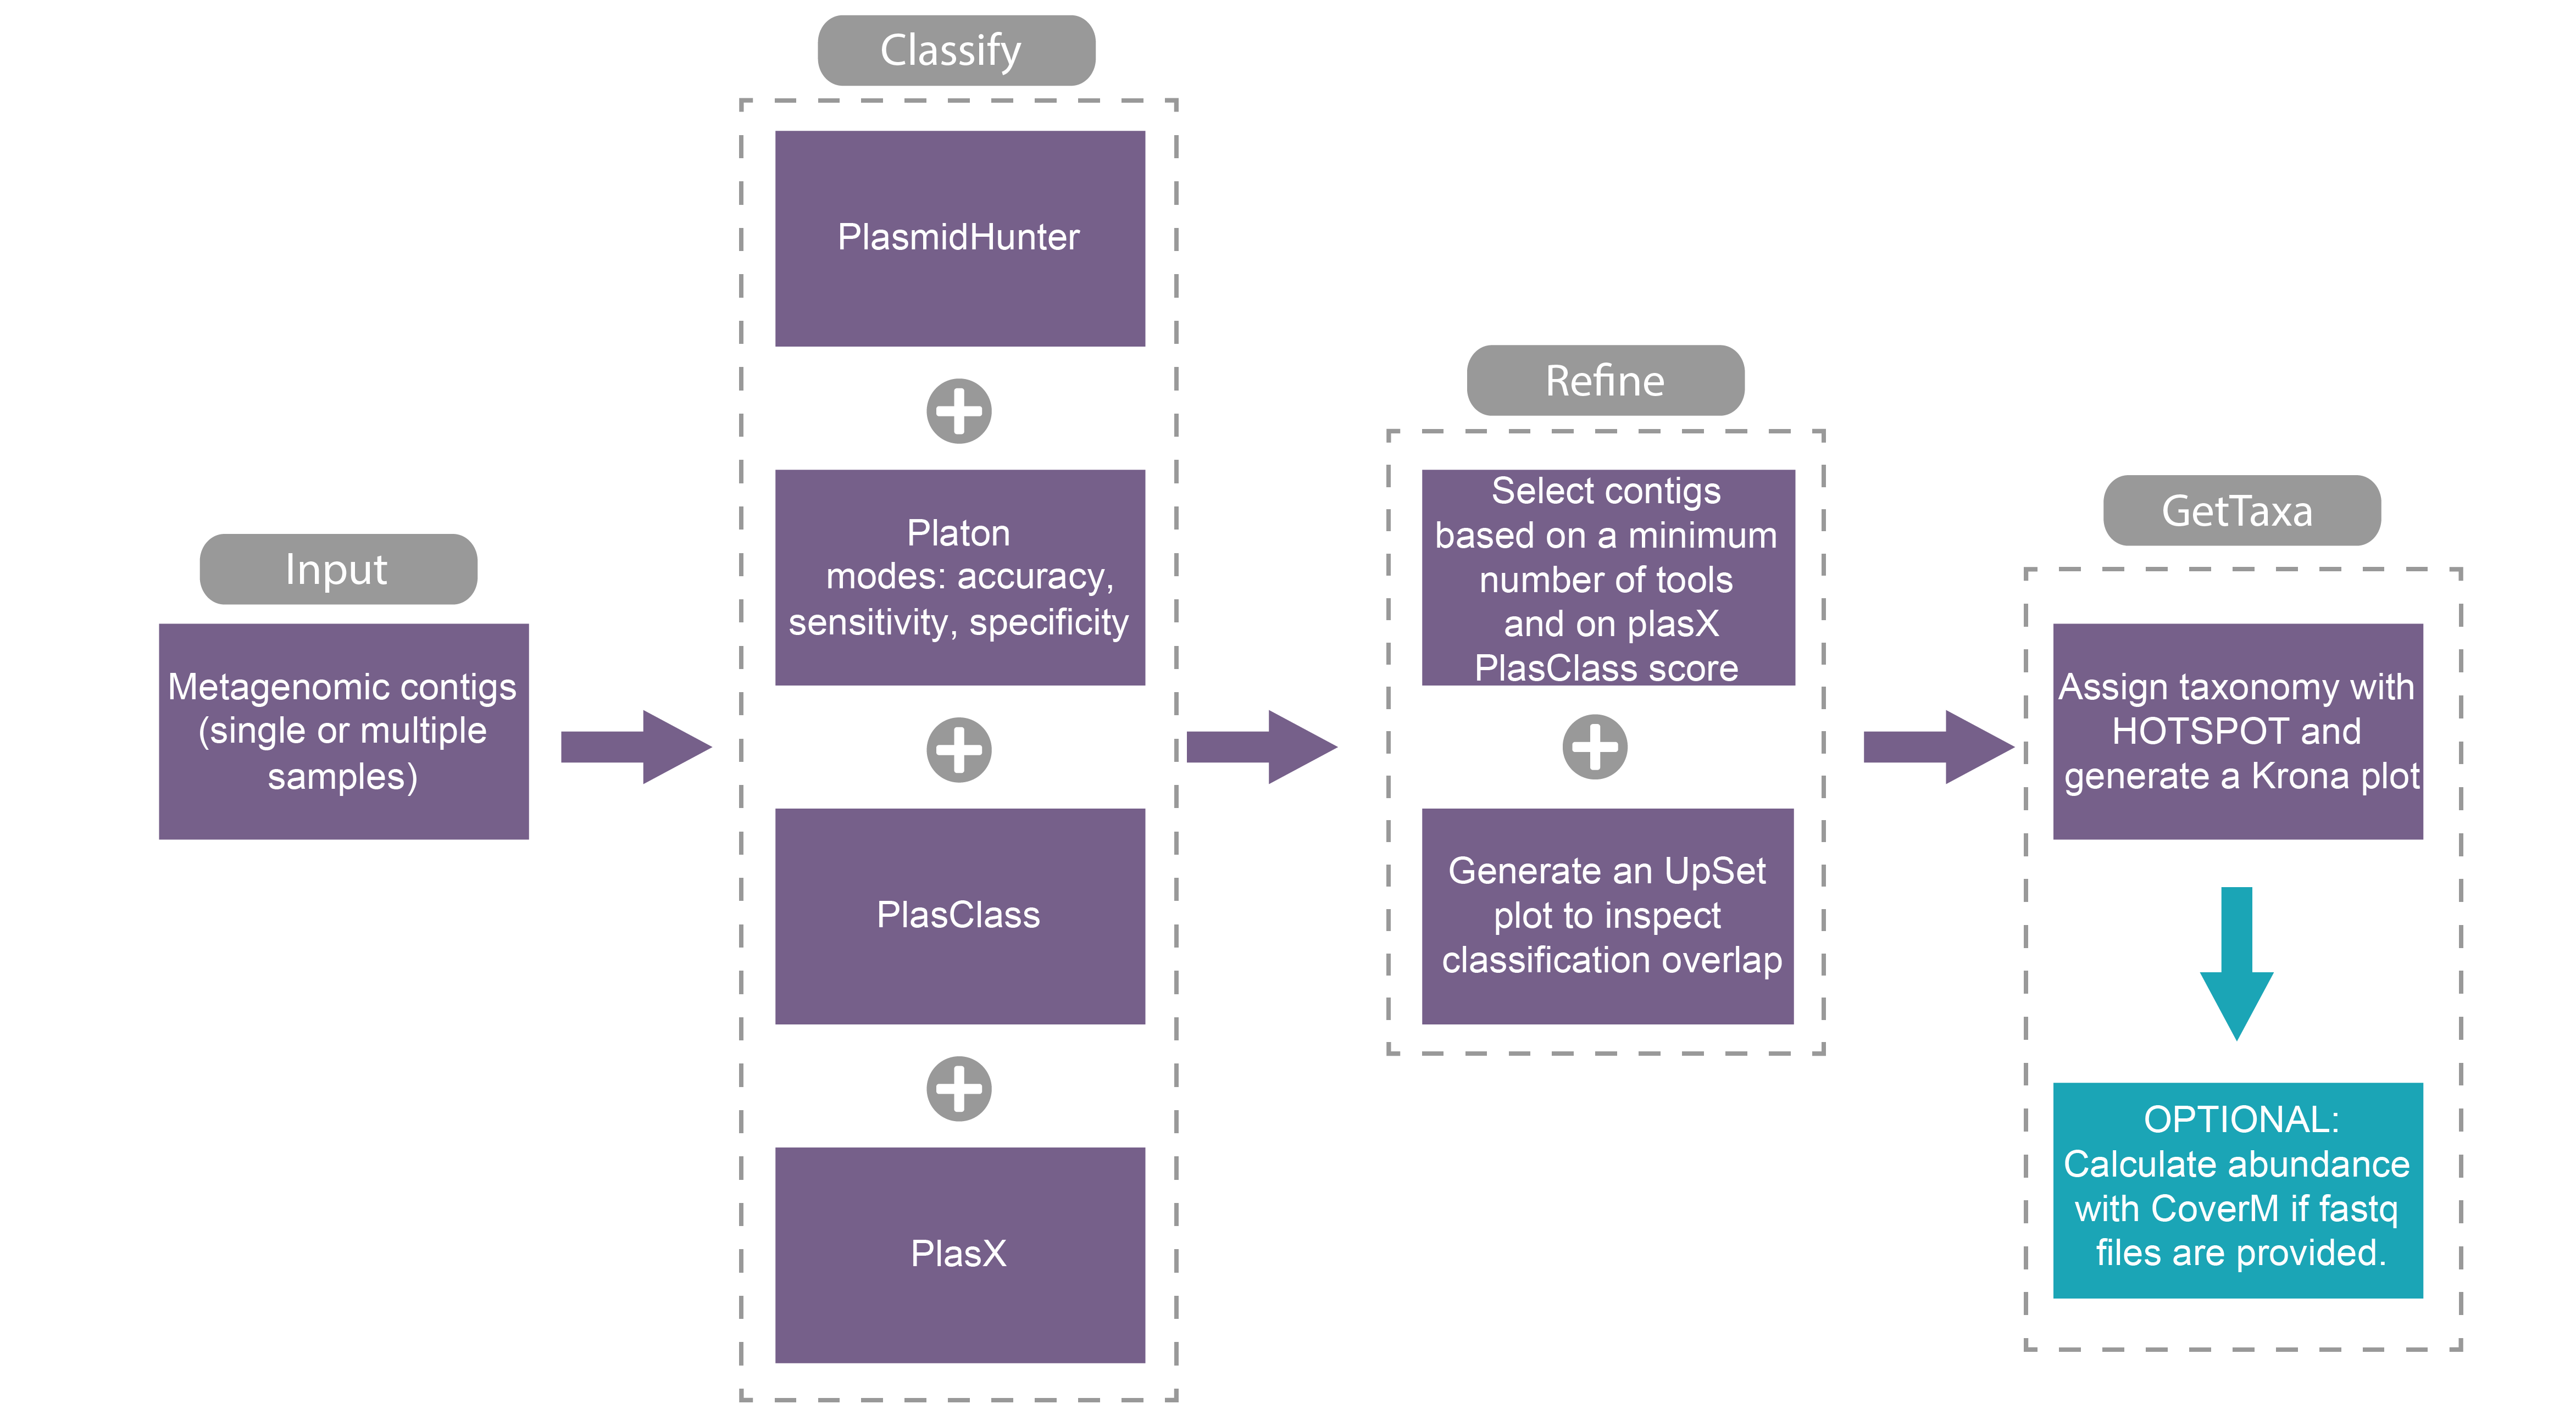 Input
Metagenomic contigs
(single or multiple
samples)
Classify
PlasmidHunter
Platon
modes: accuracy,
sensitivity, specificity
PlasClass
PlasX
Refine
Select contigs
based on a minimum
number of tools
and on plasX
PlasClass score
Generate an UpSet
plot to inspect
classification overlap
GetTaxa
Assign taxonomy with
HOTSPOT and
generate a Krona plot
OPTIONAL:
Calculate abundance
with CoverM if fastq
files are provided.